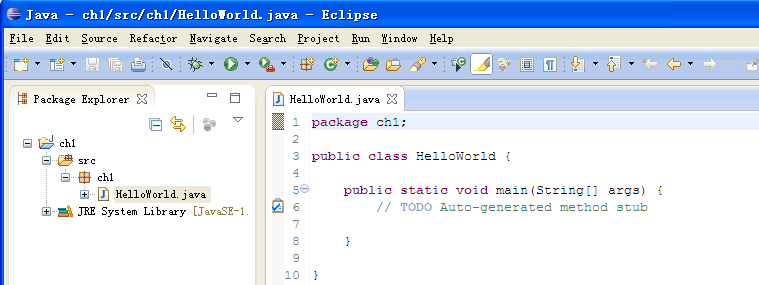 Java - ch1/src/ch1/HelloWorld.java - Eclipse
File Edit Source Refactor Navigate Search Project Run Window Help
Package Explorer
HelloWorld.java
ch1
src
ch1
HelloWorld.java
JRE System Library [JavaSE-1.
1 package ch1;
2
3 public class HelloWorld {
4
5 public static void main(String[] args) {
6 // TODO Auto-generated method stub
7
8 }
9
10 }